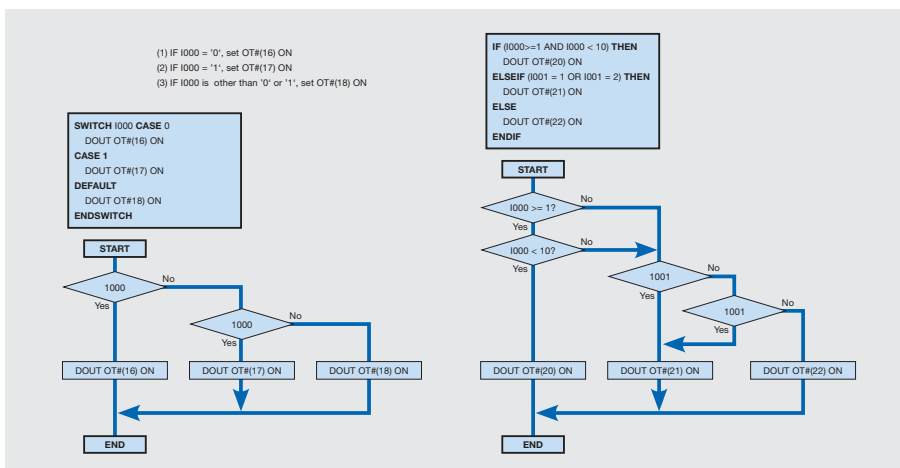 (1) IF I000 = '0', set OT#(16) ON
(2) IF I000 = '1', set OT#(17) ON
(3) IF I000 is other than '0' or '1', set OT#(18) ON
SWITCH I000 CASE 0
DOUT OT#(16) ON
CASE 1
DOUT OT#(17) ON
DEFAULT
DOUT OT#18) ON
ENDSWITCH
START
1000
No
Yes
1000
No
Yes
DOUT OT#(16) ON
DOUT OT#(17) ON
DOUT OT#(18) ON
END
IF (I000>=1 AND I000 < 10) THEN
DOUT OT#(20) ON
ELSEIF (I001 = 1 OR I001 = 2) THEN
DOUT OT#(21) ON
ELSE
DOUT OT#(22) ON
ENDIF
START
I000 >= 1?
No
Yes
I000 < 10?
No
Yes
1001
No
Yes
1001
No
Yes
DOUT OT#(20) ON
DOUT OT#(21) ON
DOUT OT#(22) ON
END